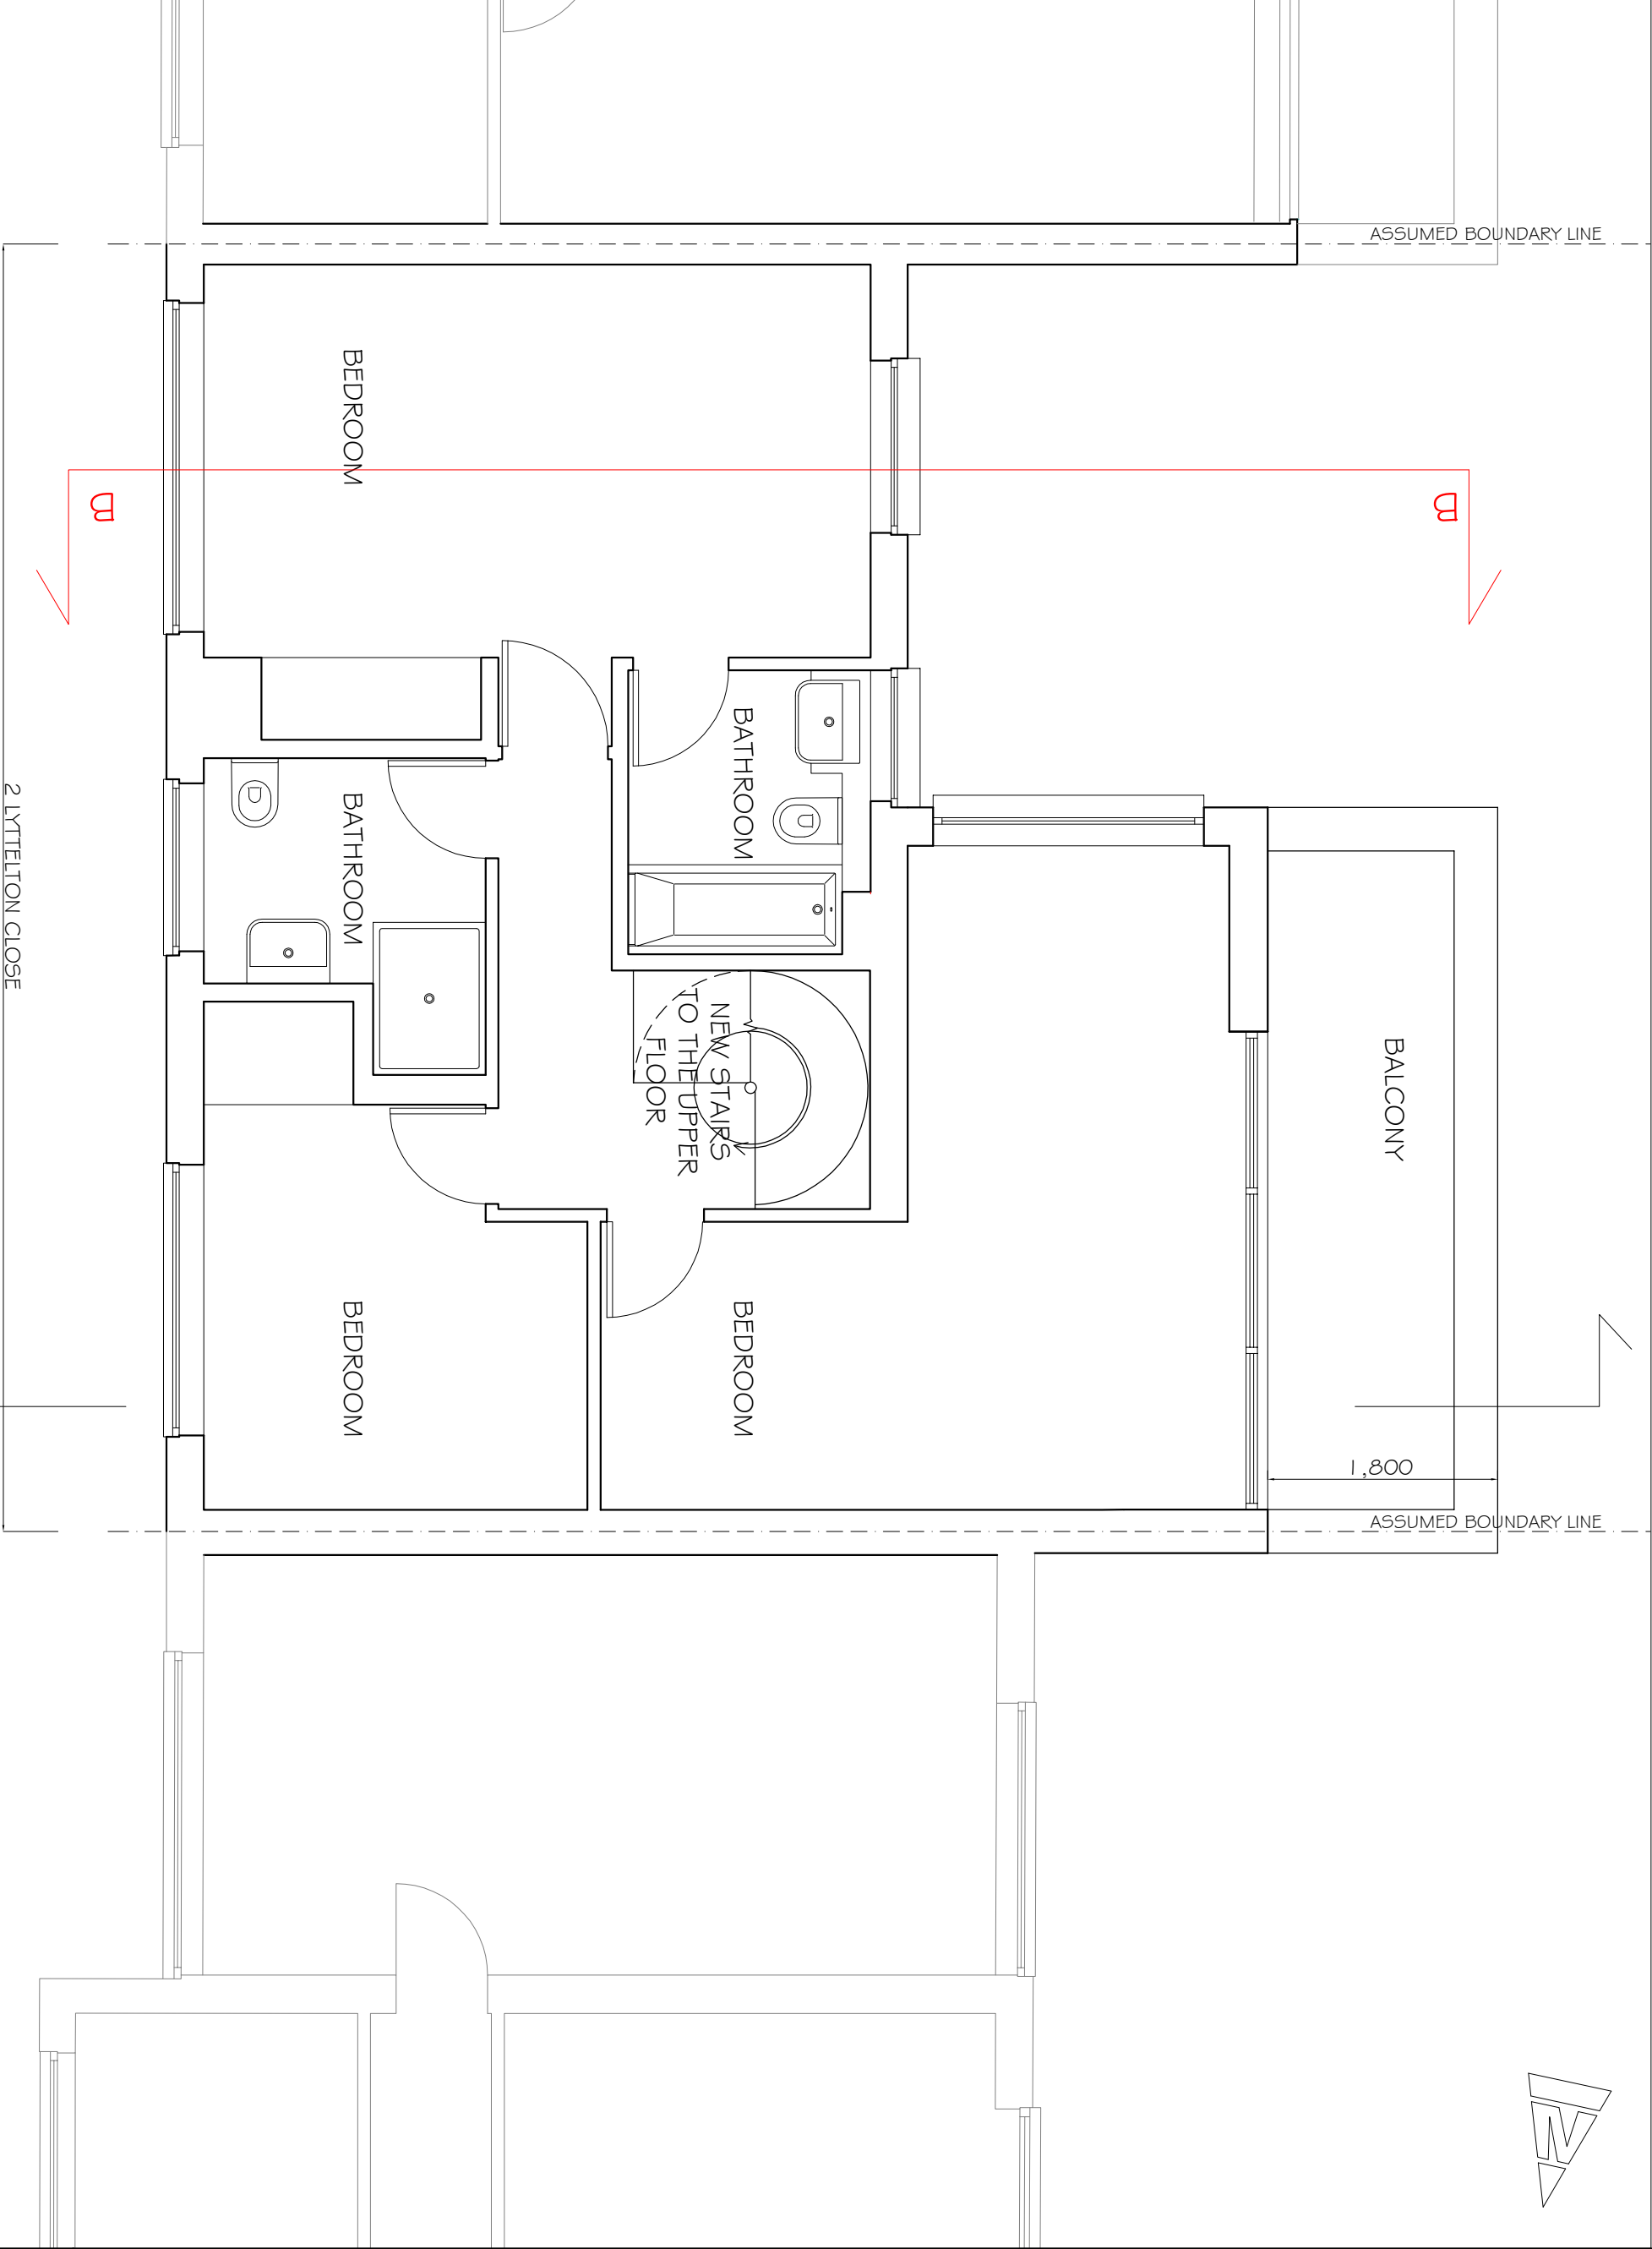 ASSUMED BOUNDARY LINE
BEDROOM
B
B
BATHROOM
BATHROOM
2 LYTTELTON CLOSE
NEW STAIRS
TO THE UPPER
FLOOR
BALCONY
BEDROOM
BEDROOM
1,800
ASSUMED BOUNDARY LINE
N